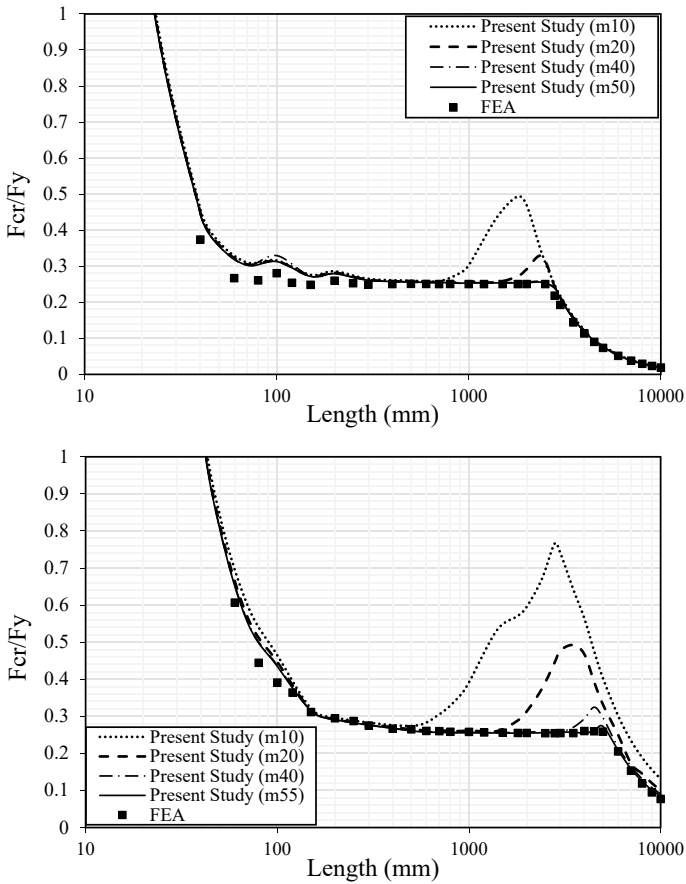 1
0.9
0.8
0.7
0.6
0.5
0.4
0.3
0.2
0.1
0
Fcr/Fy
Present Study (m10)
Present Study (m20)
Present Study (m40)
Present Study (m50)
FEA
10 100 1000 10000
Length (mm)
1
0.9
0.8
0.7
0.6
0.5
0.4
0.3
0.2
0.1
0
Fcr/Fy
Present Study (m10)
Present Study (m20)
Present Study (m40)
Present Study (m55)
FEA
10 100 1000 10000
Length (mm)